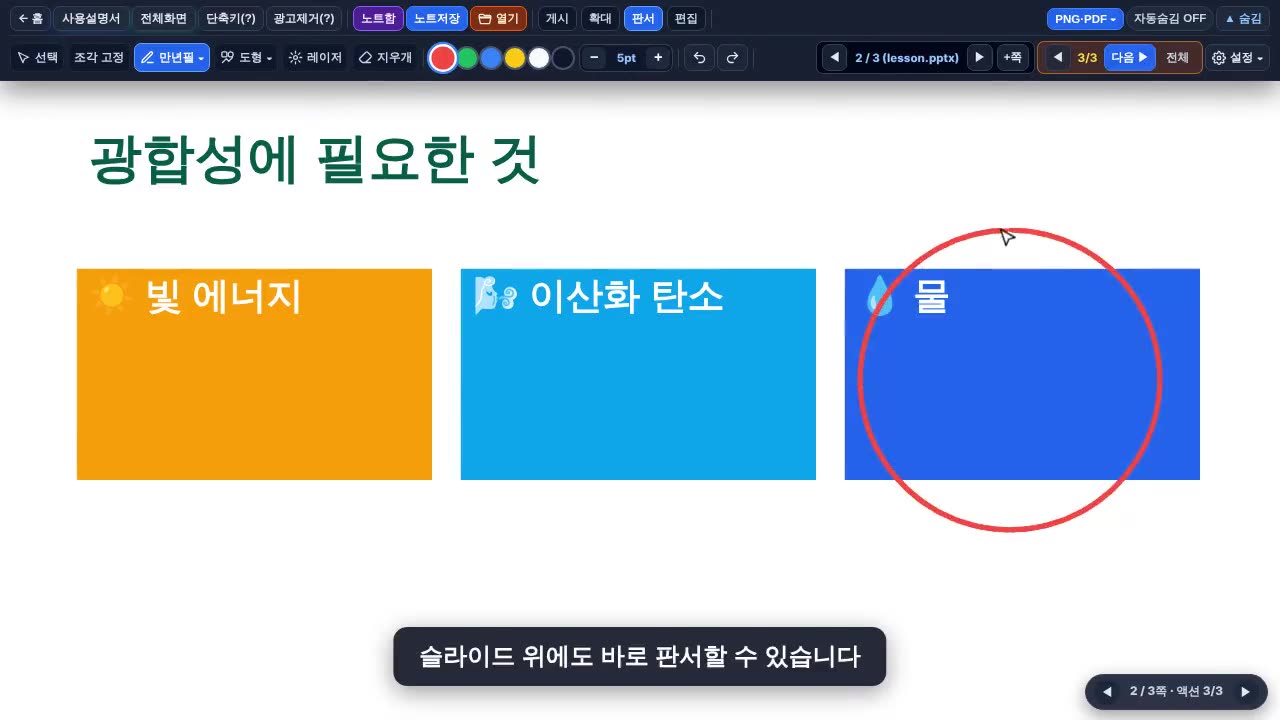 ← 홈 사용설명서 전체화면 단축키(?) 광고제거(?) 노트함 노트저장 열기 게시 확대 판서 편집 PNG·PDF 자동숨김 OFF ▲ 숨김
선택 조각 고정 만년필 도형 레이저 지우개 − 5pt + ◀ 2 / 3 (lesson.pptx) ▶ +쪽 ◀ 3/3 다음 ▶ 전체 설정
광합성에 필요한 것
빛 에너지
이산화 탄소
물
슬라이드 위에도 바로 판서할 수 있습니다
◀ 2 / 3쪽 · 액션 3/3 ▶